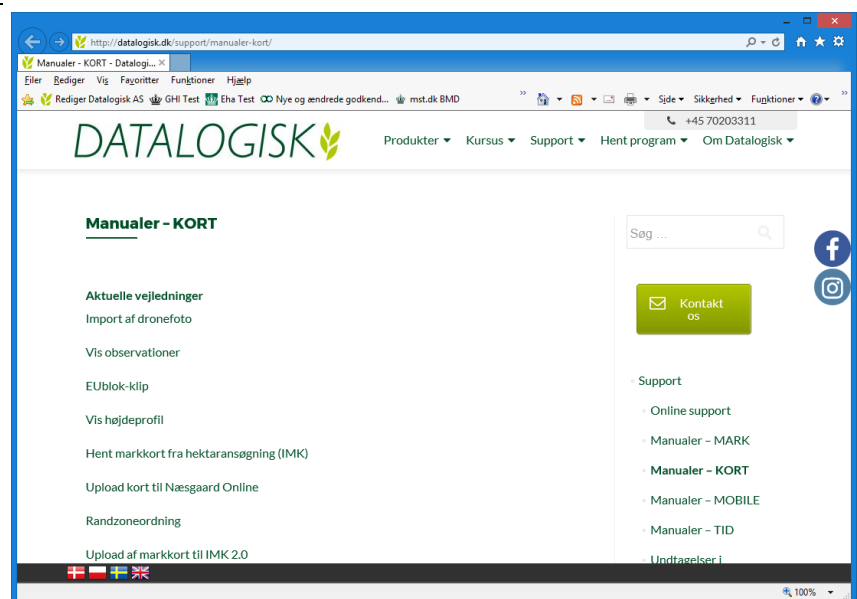 http://datalogisk.dk/support/manualer-kort/
Manualer - KORT - Datalogi...
Filer Rediger Vis Favoritter Funktioner Hjælp
Rediger Datalogisk AS GHI Test Eha Test Nye og ændrede godkend... mst.dk BMD » Side Sikkerhed Funktioner »
+45 70203311
DATALOGISK
Produkter Kursus Support Hent program Om Datalogisk
Manualer – KORT
Søg ...
Aktuelle vejledninger
Import af dronefoto
Vis observationer
EUblok-klip
Vis højdeprofil
Hent markkort fra hektaransøgning (IMK)
Upload kort til Næsgaard Online
Randzoneordning
Upload af markkort til IMK 2.0
Kontakt
os
Support
Online support
Manualer – MARK
Manualer – KORT
Manualer – MOBILE
Manualer – TID
Undtagelser i
100%